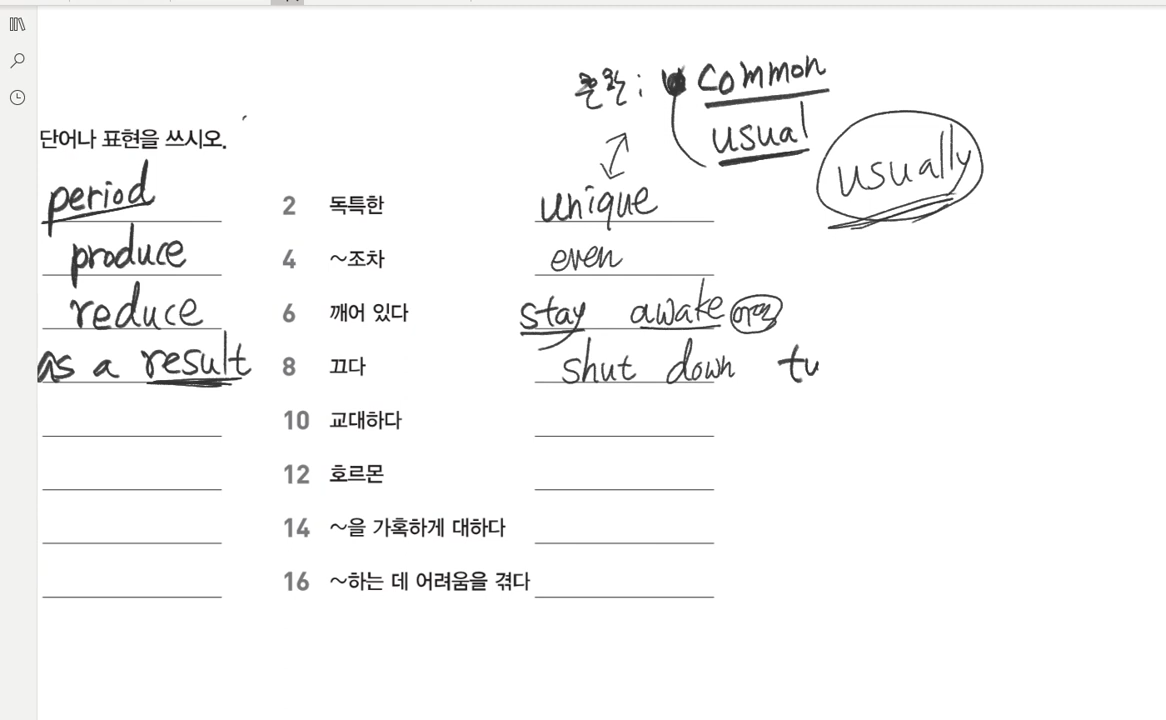 흔한 : common
usual
usually
단어나 표현을 쓰시오.
period 2 독특한 unique
produce 4 ~조차 even
reduce 6 깨어 있다 stay awake
as a result 8 끄다 shut down tu
10 교대하다
12 호르몬
14 ~을 가혹하게 대하다
16 ~하는 데 어려움을 겪다